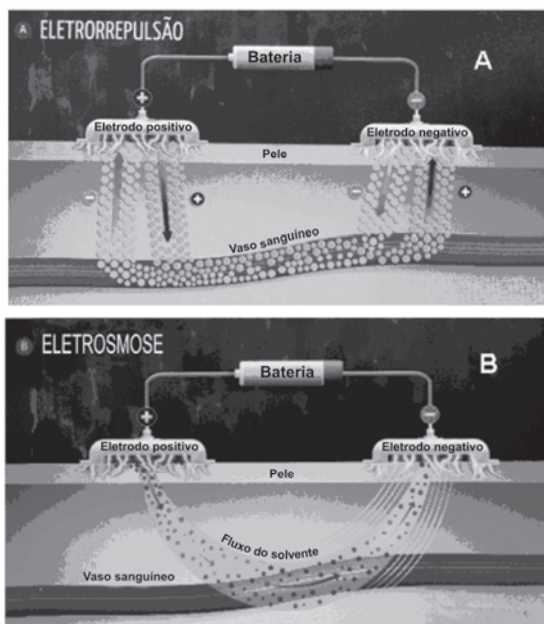 A ELETRORREPULSÃO
Bateria
A
+
−
Eletrodo positivo
Eletrodo negativo
Pele
−
+
−
+
Vaso sanguíneo
B ELETROSMOSE
Bateria
B
+
−
Eletrodo positivo
Eletrodo negativo
Pele
Fluxo do solvente
Vaso sanguíneo